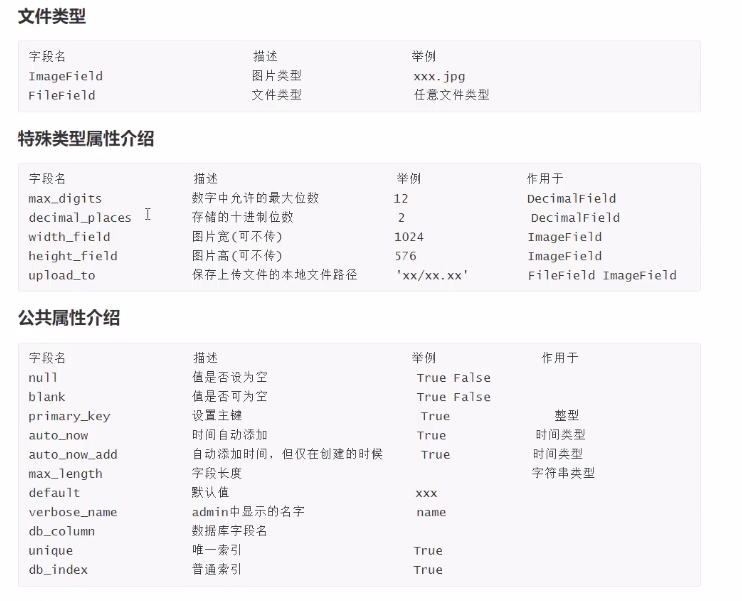 文件类型
字段名 描述 举例
ImageField 图片类型 xxx.jpg
FileField 文件类型 任意文件类型
特殊类型属性介绍
字段名 描述 举例 作用于
max_digits 数字中允许的最大位数 12 DecimalField
decimal_places 存储的十进制位数 2 DecimalField
width_field 图片宽(可不传) 1024 ImageField
height_field 图片高(可不传) 576 ImageField
upload_to 保存上传文件的本地文件路径 'xx/xx.xx' FileField ImageField
公共属性介绍
字段名 描述 举例 作用于
null 值是否设为空 True False
blank 值是否可为空 True False
primary_key 设置主键 True 整型
auto_now 时间自动添加 True 时间类型
auto_now_add 自动添加时间，但仅在创建的时候 True 时间类型
max_length 字段长度 字符串类型
default 默认值 xxx
verbose_name admin中显示的名字 name
db_column 数据库字段名
unique 唯一索引 True
db_index 普通索引 True